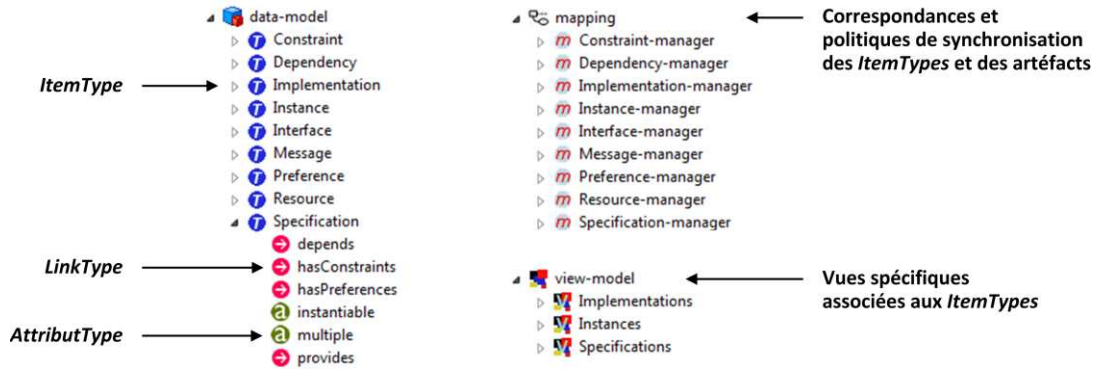 data-model
Constraint
Dependency
ItemType
Implementation
Instance
Interface
Message
Preference
Resource
Specification
depends
LinkType
hasConstraints
hasPreferences
instantiable
AttributType
multiple
provides
mapping
Constraint-manager
Dependency-manager
Implementation-manager
Instance-manager
Interface-manager
Message-manager
Preference-manager
Resource-manager
Specification-manager
Correspondances et
politiques de synchronisation
des ItemTypes et des artéfacts
view-model
Implementations
Instances
Specifications
Vues spécifiques
associées aux ItemTypes